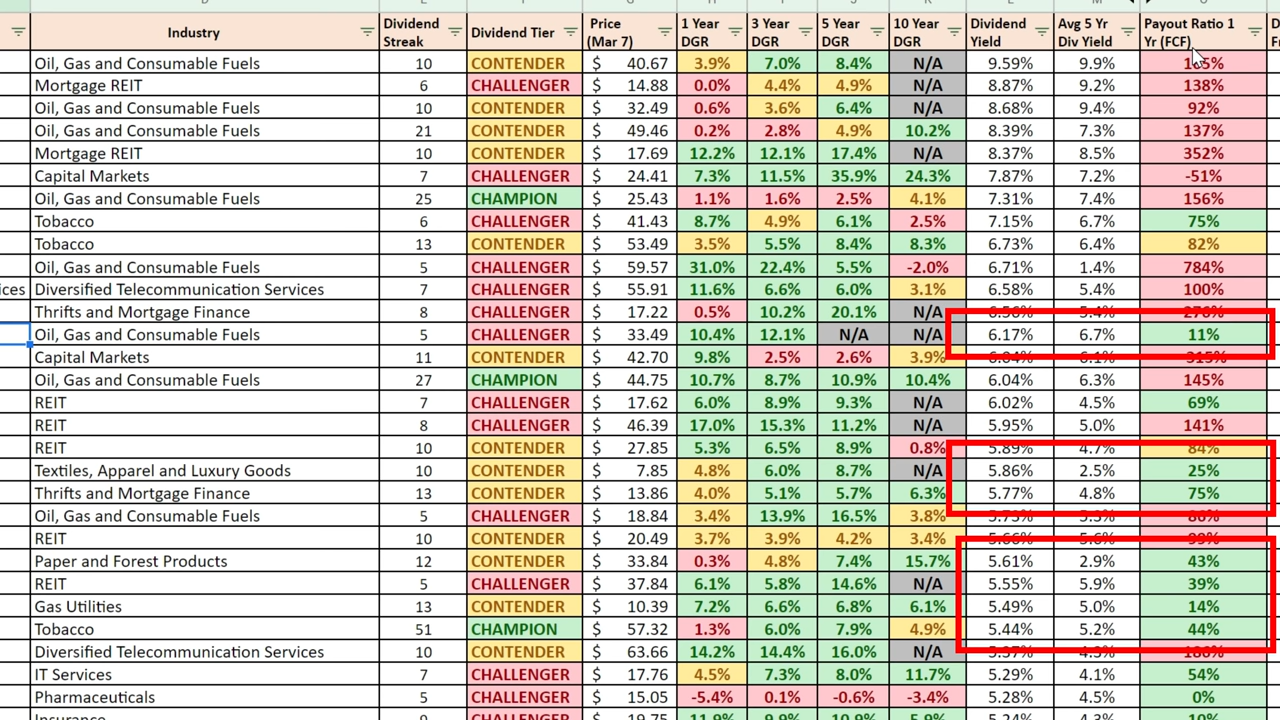 Industry Dividend Streak Dividend Tier Price (Mar 7) 1 Year DGR 3 Year DGR 5 Year DGR 10 Year DGR Dividend Yield Avg 5 Yr Div Yield Payout Ratio 1 Yr (FCF)
Oil, Gas and Consumable Fuels 10 CONTENDER $ 40.67 3.9% 7.0% 8.4% N/A 9.59% 9.9%
Mortgage REIT 6 CHALLENGER $ 14.88 0.0% 4.4% 4.9% N/A 8.87% 9.2% 138%
Oil, Gas and Consumable Fuels 10 CONTENDER $ 32.49 0.6% 3.6% 6.4% N/A 8.68% 9.4% 92%
Oil, Gas and Consumable Fuels 21 CONTENDER $ 49.46 0.2% 2.8% 4.9% 10.2% 8.39% 7.3% 137%
Mortgage REIT 10 CONTENDER $ 17.69 12.2% 12.1% 17.4% N/A 8.37% 8.5% 352%
Capital Markets 7 CHALLENGER $ 24.41 7.3% 11.5% 35.9% 24.3% 7.87% 7.2% -51%
Oil, Gas and Consumable Fuels 25 CHAMPION $ 25.43 1.1% 1.6% 2.5% 4.1% 7.31% 7.4% 156%
Tobacco 6 CHALLENGER $ 41.43 8.7% 4.9% 6.1% 2.5% 7.15% 6.7% 75%
Tobacco 13 CONTENDER $ 53.49 3.5% 5.5% 8.4% 8.3% 6.73% 6.4% 82%
Oil, Gas and Consumable Fuels 5 CHALLENGER $ 59.57 31.0% 22.4% 5.5% -2.0% 6.71% 1.4% 784%
ices Diversified Telecommunication Services 7 CHALLENGER $ 55.91 11.6% 6.6% 6.0% 3.1% 6.58% 5.4% 100%
Thrifts and Mortgage Finance 8 CHALLENGER $ 17.22 0.5% 10.2% 20.1% N/A
Oil, Gas and Consumable Fuels 5 CHALLENGER $ 33.49 10.4% 12.1% N/A N/A 6.17% 6.7% 11%
Capital Markets 11 CONTENDER $ 42.70 9.8% 2.5% 2.6% 3.9% 6.04% 6.1%
Oil, Gas and Consumable Fuels 27 CHAMPION $ 44.75 10.7% 8.7% 10.9% 10.4% 6.04% 6.3% 145%
REIT 7 CHALLENGER $ 17.62 6.0% 8.9% 9.3% N/A 6.02% 4.5% 69%
REIT 8 CHALLENGER $ 46.39 17.0% 15.3% 11.2% N/A 5.95% 5.0% 141%
REIT 10 CONTENDER $ 27.85 5.3% 6.5% 8.9% 0.8% 5.89% 4.7% 84%
Textiles, Apparel and Luxury Goods 10 CONTENDER $ 7.85 4.8% 6.0% 8.7% N/A 5.86% 2.5% 25%
Thrifts and Mortgage Finance 13 CONTENDER $ 13.86 4.0% 5.1% 5.7% 6.3% 5.77% 4.8% 75%
Oil, Gas and Consumable Fuels 5 CHALLENGER $ 18.84 3.4% 13.9% 16.5% 3.8%
REIT 10 CONTENDER $ 20.49 3.7% 3.9% 4.2% 3.4%
Paper and Forest Products 12 CONTENDER $ 33.84 0.3% 4.8% 7.4% 15.7% 5.61% 2.9% 43%
REIT 5 CHALLENGER $ 37.84 6.1% 5.8% 14.6% N/A 5.55% 5.9% 39%
Gas Utilities 13 CONTENDER $ 10.39 7.2% 6.6% 6.8% 6.1% 5.49% 5.0% 14%
Tobacco 51 CHAMPION $ 57.32 1.3% 6.0% 7.9% 4.9% 5.44% 5.2% 44%
Diversified Telecommunication Services 10 CONTENDER $ 63.66 14.2% 14.4% 16.0% N/A
IT Services 7 CHALLENGER $ 17.76 4.5% 7.3% 8.0% 11.7% 5.29% 4.1% 54%
Pharmaceuticals 5 CHALLENGER $ 15.05 -5.4% 0.1% -0.6% -3.4% 5.28% 4.5% 0%
Insurance 9 CHALLENGER $ 19.75 11.9% 9.9% 10.9% 5.9% 5.24% 4.3% 10%